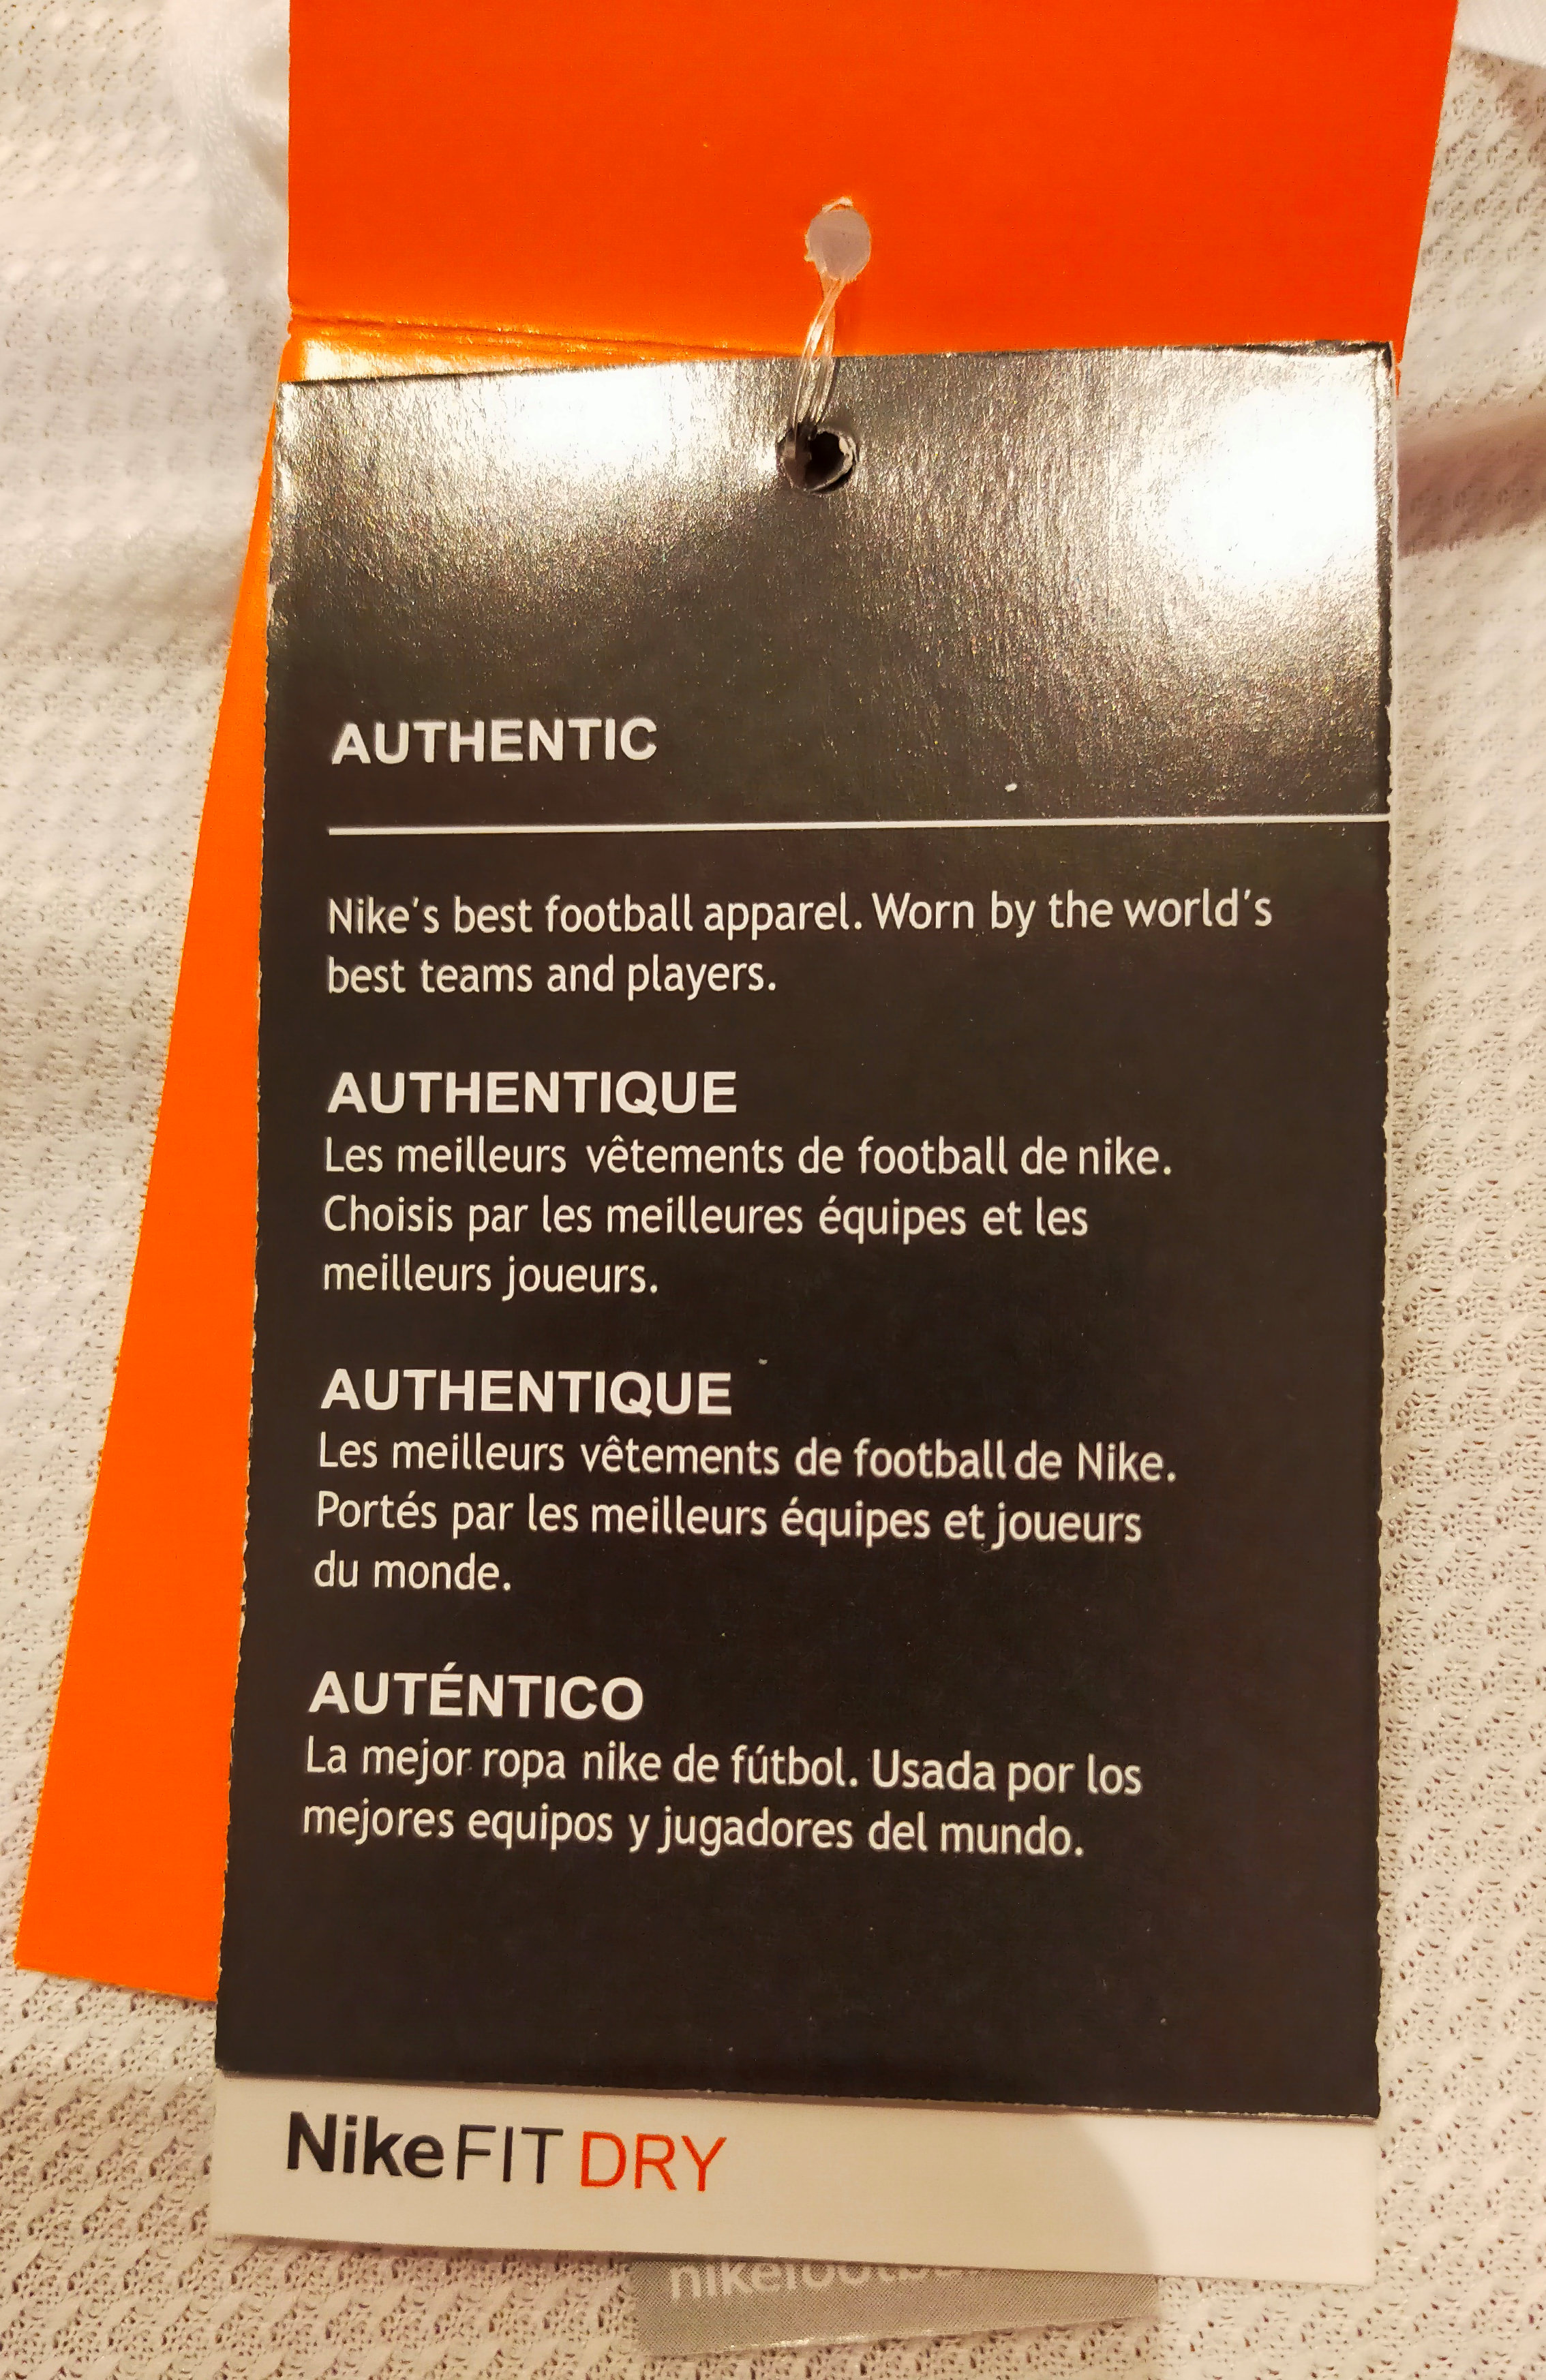 AUTHENTIC
Nike's best football apparel. Worn by the world's
best teams and players.
AUTHENTIQUE
Les meilleurs vêtements de football de nike.
Choisis par les meilleures équipes et les
meilleurs joueurs.
AUTHENTIQUE
Les meilleurs vêtements de football de Nike.
Portés par les meilleurs équipes et joueurs
du monde.
AUTÉNTICO
La mejor ropa nike de fútbol. Usada por los
mejores equipos y jugadores del mundo.
NikeFIT DRY